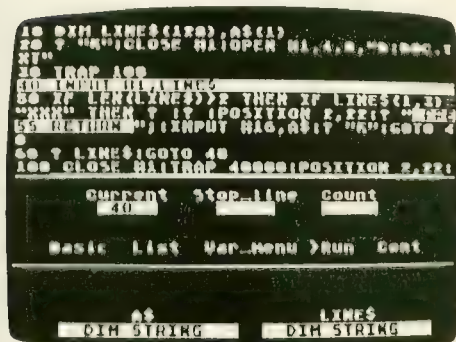 10 DIM LINE$(128),A$(1)
20 ? "K":CLOSE #1:OPEN #1,4,0,"D:DOC.T
XT"
30 TRAP 100
40 INPUT #1,LINE$
50 IF LEN(LINE$)>2 THEN IF LINE$(1,3)=
"XXX" THEN ? :? :POSITION 2,22:? "
RETURN ";:INPUT #16,A$:? "K":GOTO 4
0
60 ? LINE$:GOTO 40
100 CLOSE #1:TRAP 40000:POSITION 2,22:
Current Stop_line Count
40
Basic List Var_menu >Run Cont
A$ LINE$
DIM STRING DIM STRING